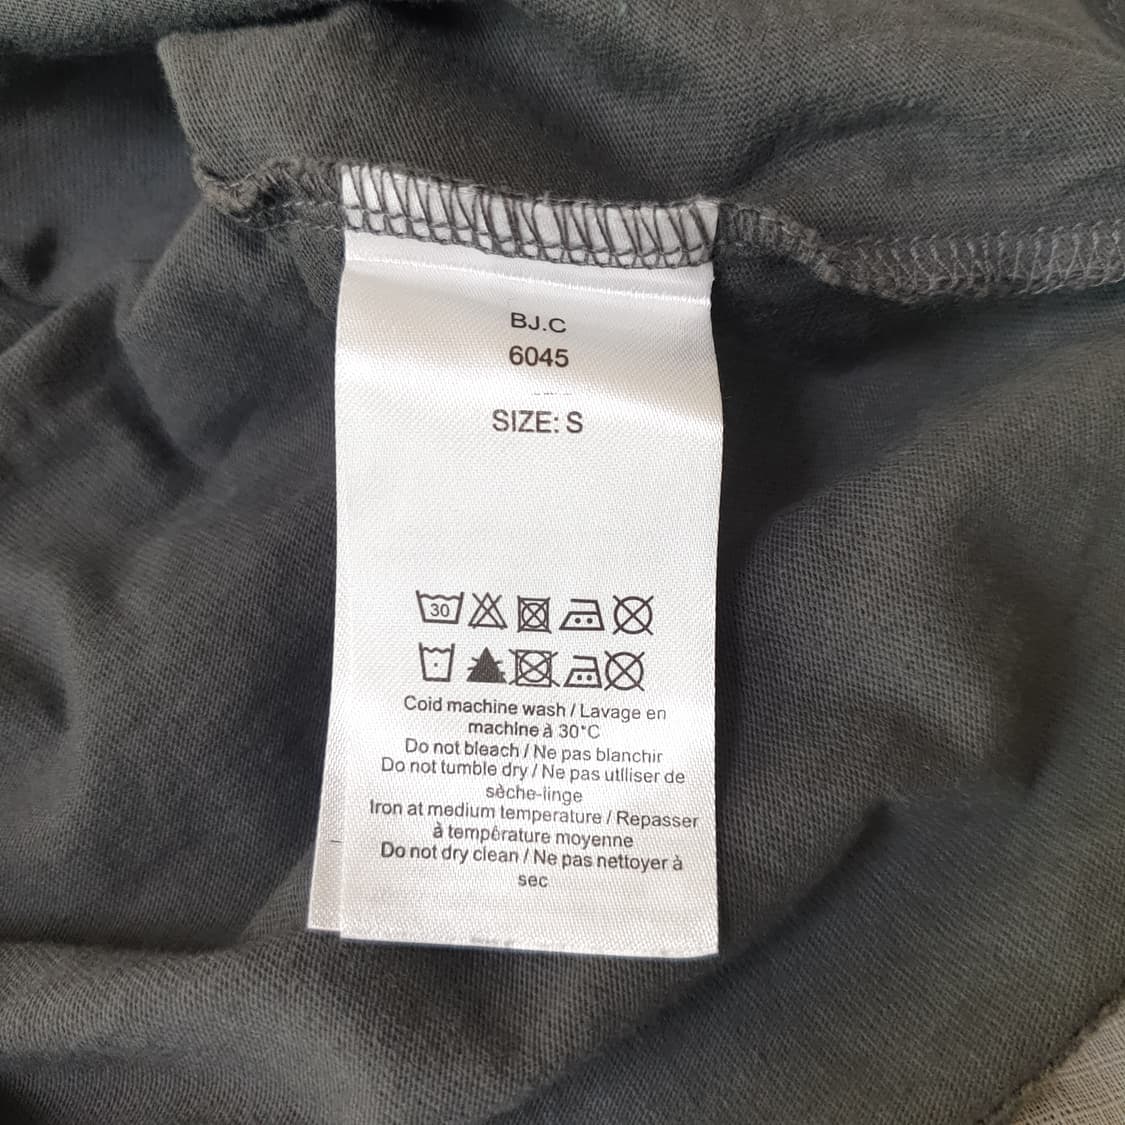 BJ.C
6045
SIZE: S
30
Coid machine wash / Lavage en
machine à 30°C
Do not bleach / Ne pas blanchir
Do not tumble dry / Ne pas utiliser de
sèche-linge
Iron at medium temperature / Repasser
à température moyenne
Do not dry clean / Ne pas nettoyer à
sec